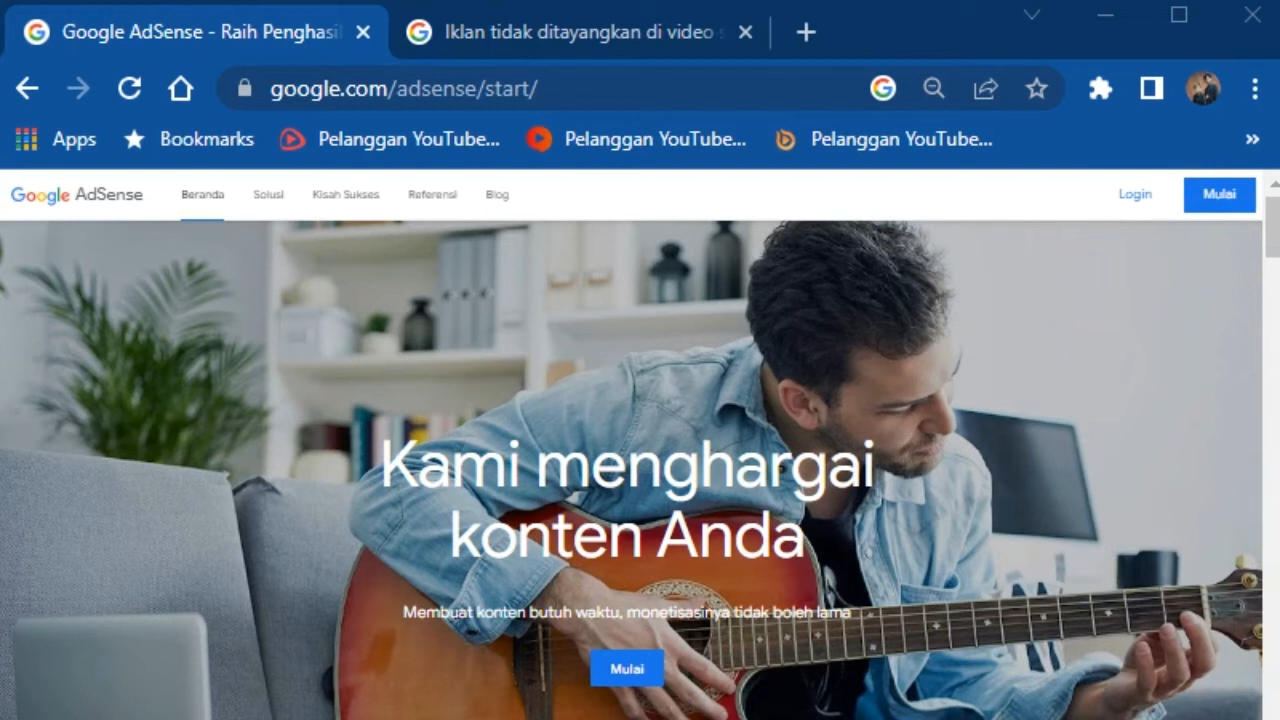 Google AdSense - Raih Penghasil
Iklan tidak ditayangkan di video s
google.com/adsense/start/
Apps
Bookmarks
Pelanggan YouTube...
Pelanggan YouTube...
Pelanggan YouTube...
Google AdSense
Beranda
Solusi
Kisah Sukses
Referensi
Blog
Login
Mulai
Kami menghargai
konten Anda
Membuat konten butuh waktu, monetisasinya tidak boleh lama
Mulai